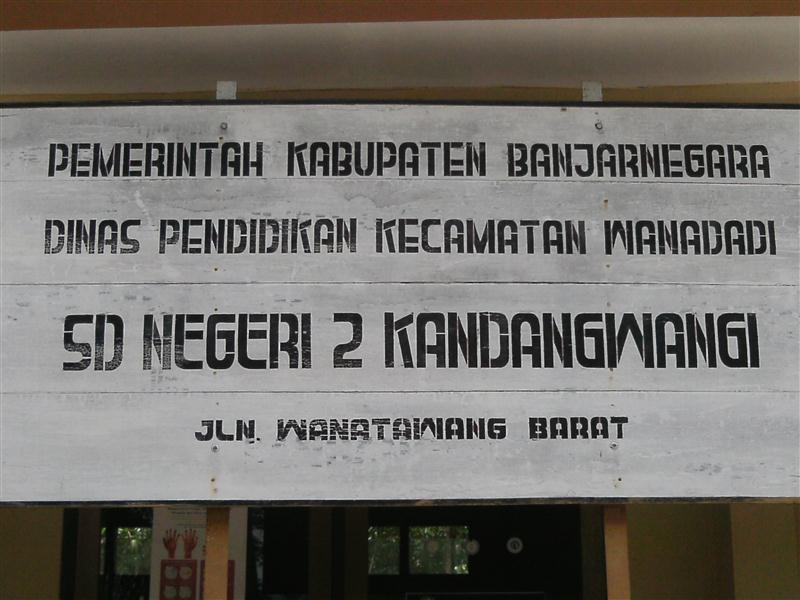 PEMERINTAH KABUPATEN BANJARNEGARA
DINAS PENDIDIKAN KECAMATAN WANADADI
SD NEGERI 2 KANDANGWANGI
JLN. WANATAWANG BARAT